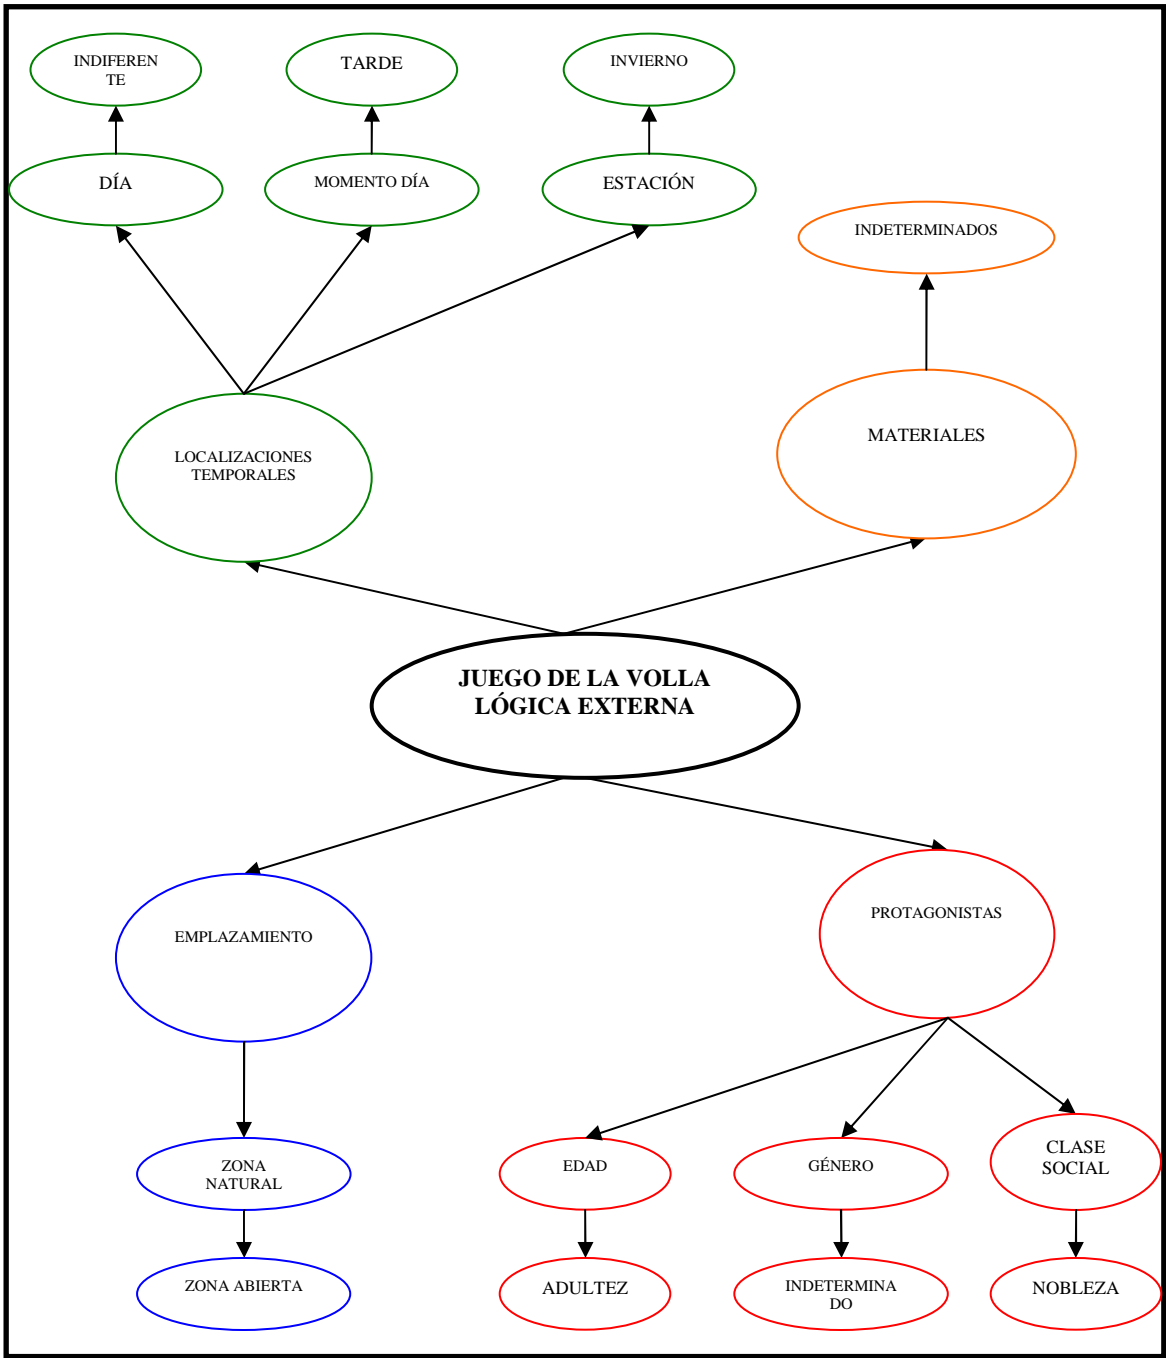 INDIFEREN
TE
TARDE
INVIERNO
DÍA
MOMENTO DÍA
ESTACIÓN
INDETERMINADOS
LOCALIZACIONES
TEMPORALES
MATERIALES
JUEGO DE LA VOLLA
LÓGICA EXTERNA
EMPLAZAMIENTO
PROTAGONISTAS
ZONA
NATURAL
EDAD
GÉNERO
CLASE
SOCIAL
ZONA ABIERTA
ADULTEZ
INDETERMINA
DO
NOBLEZA